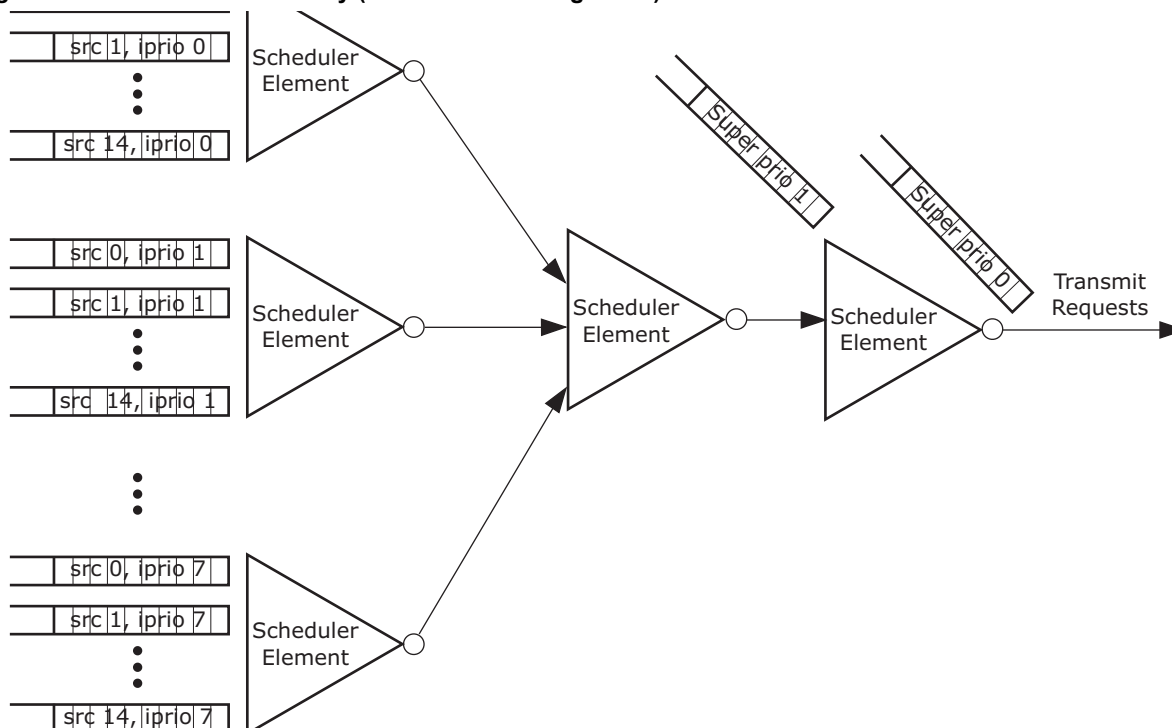 src 1, iprio 0
Scheduler
Element
src 14, iprio 0
Super prio 1
Super prio 0
src 0, iprio 1
src 1, iprio 1
Scheduler
Element
src 14, iprio 1
Scheduler
Element
Scheduler
Element
Transmit
Requests
src 0, iprio 7
src 1, iprio 7
Scheduler
Element
src 14, iprio 7